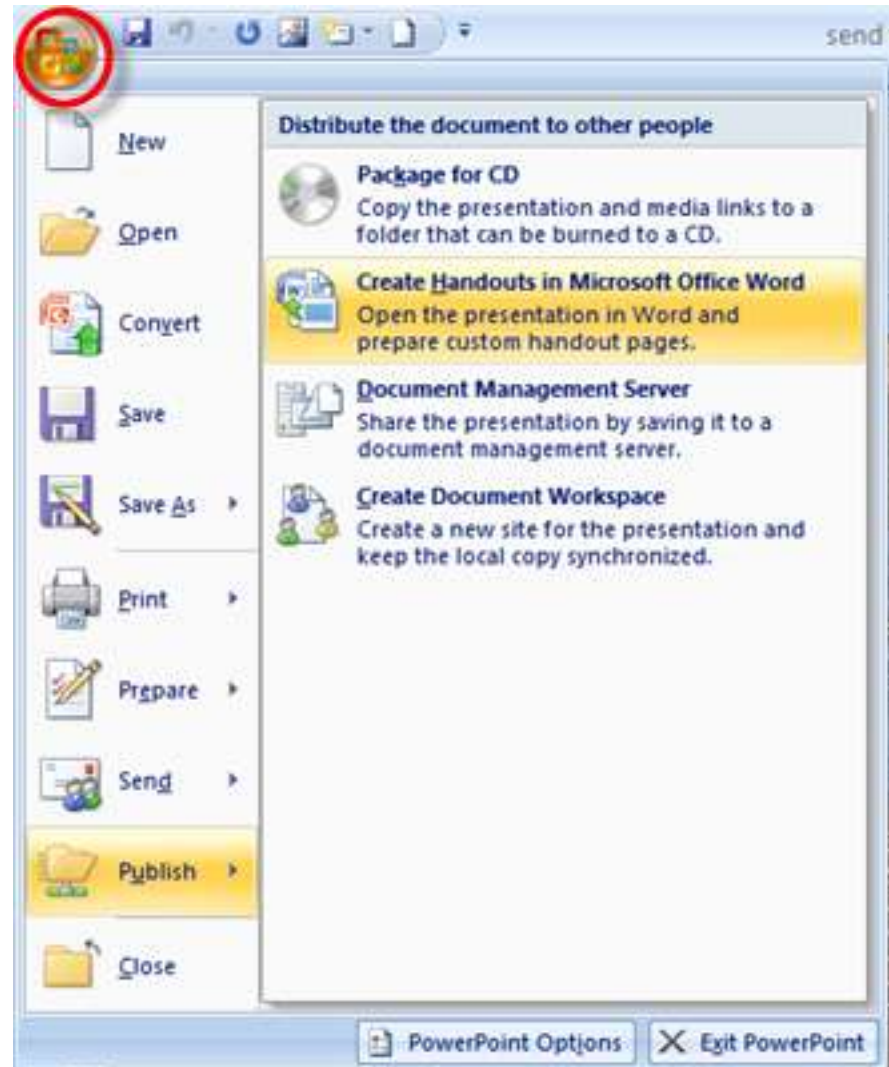 send
New
Open
Convert
Save
Save As
Print
Prepare
Send
Publish
Close
Distribute the document to other people
Package for CD
Copy the presentation and media links to a
folder that can be burned to a CD.
Create Handouts in Microsoft Office Word
Open the presentation in Word and
prepare custom handout pages.
Document Management Server
Share the presentation by saving it to a
document management server.
Create Document Workspace
Create a new site for the presentation and
keep the local copy synchronized.
PowerPoint Options
Exit PowerPoint